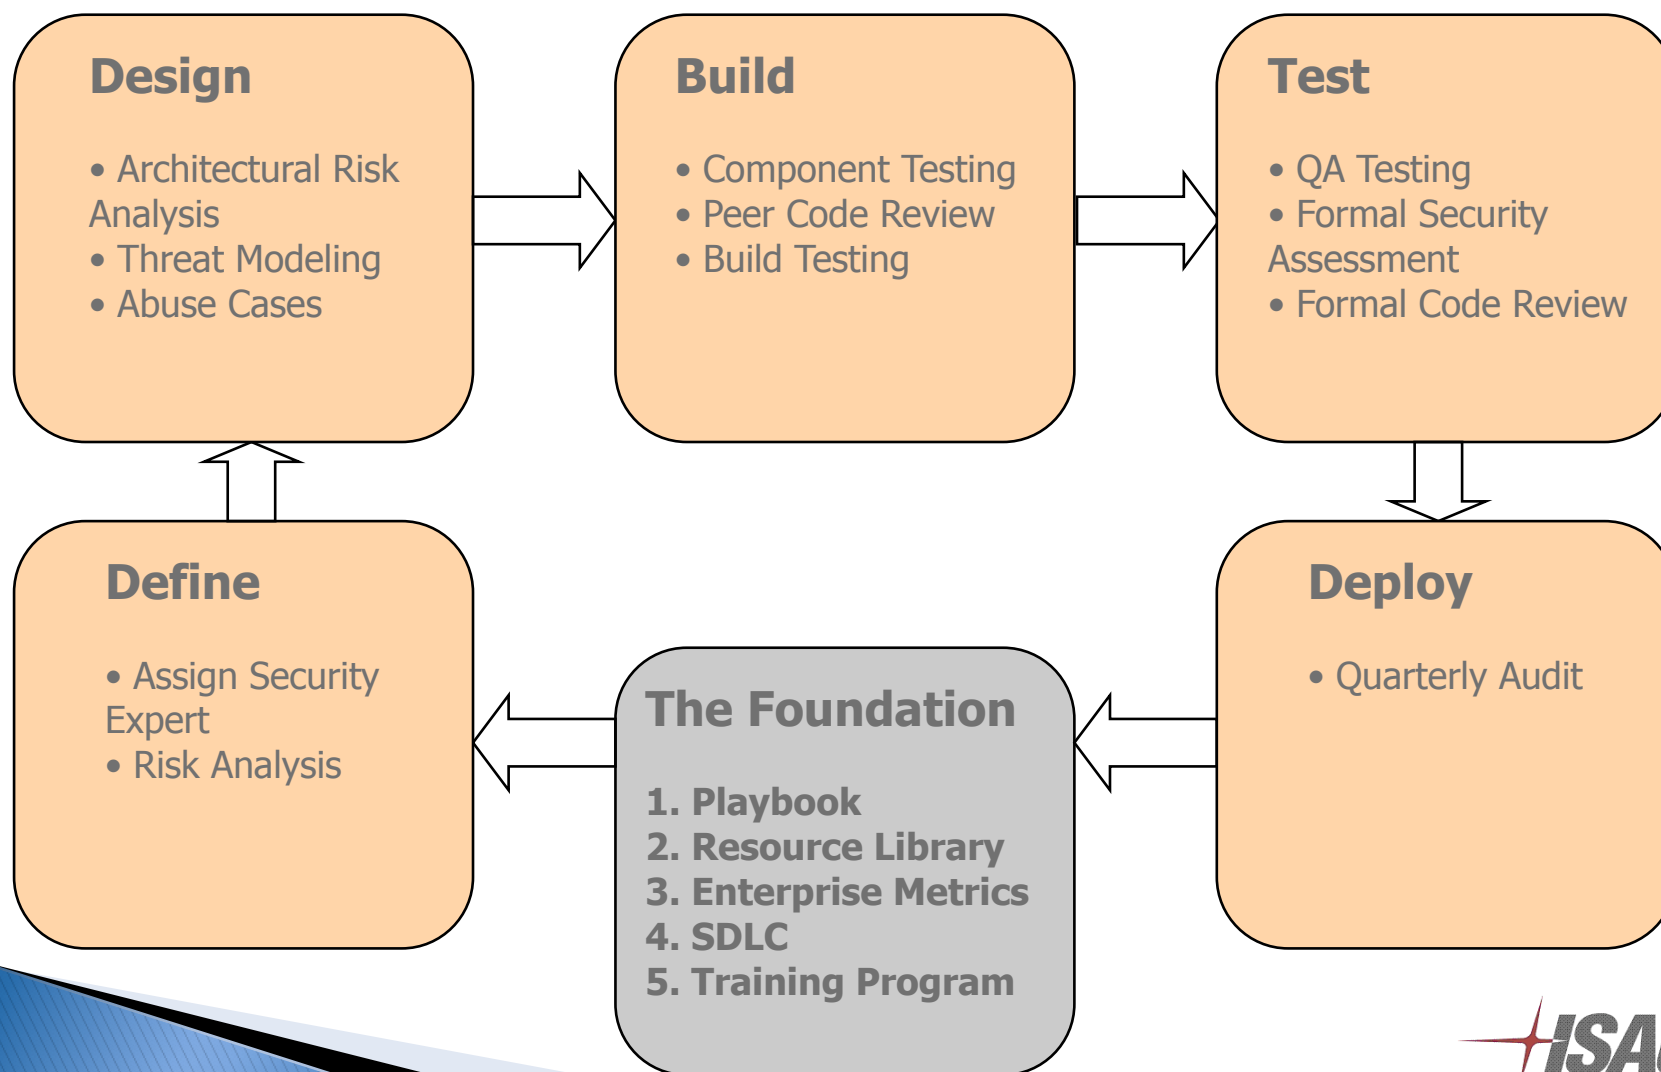 Design
• Architectural Risk
Analysis
• Threat Modeling
• Abuse Cases
Build
• Component Testing
• Peer Code Review
• Build Testing
Test
• QA Testing
• Formal Security
Assessment
• Formal Code Review
Define
• Assign Security
Expert
• Risk Analysis
The Foundation
1. Playbook
2. Resource Library
3. Enterprise Metrics
4. SDLC
5. Training Program
Deploy
• Quarterly Audit